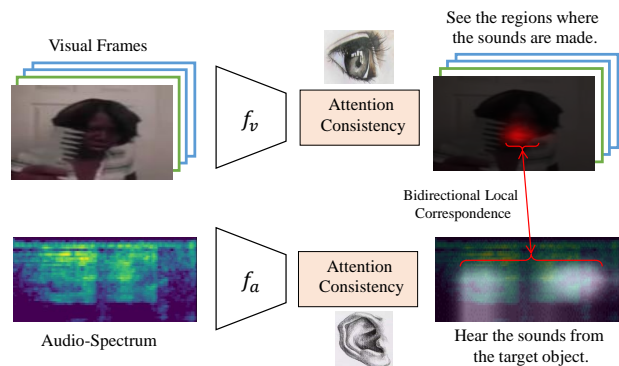 Visual Frames
f_v
Attention
Consistency
See the regions where
the sounds are made.
Bidirectional Local
Correspondence
Audio-Spectrum
f_a
Attention
Consistency
Hear the sounds from
the target object.